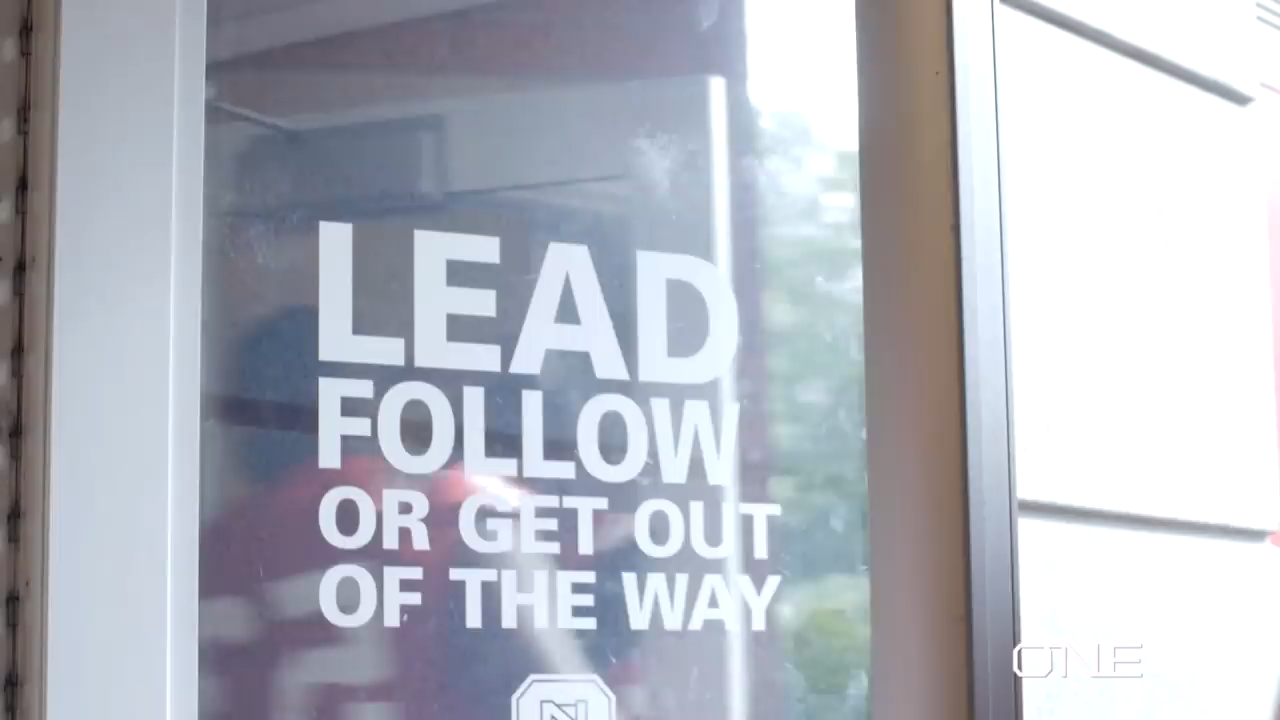 LEAD
FOLLOW
OR GET OUT
OF THE WAY
ONE